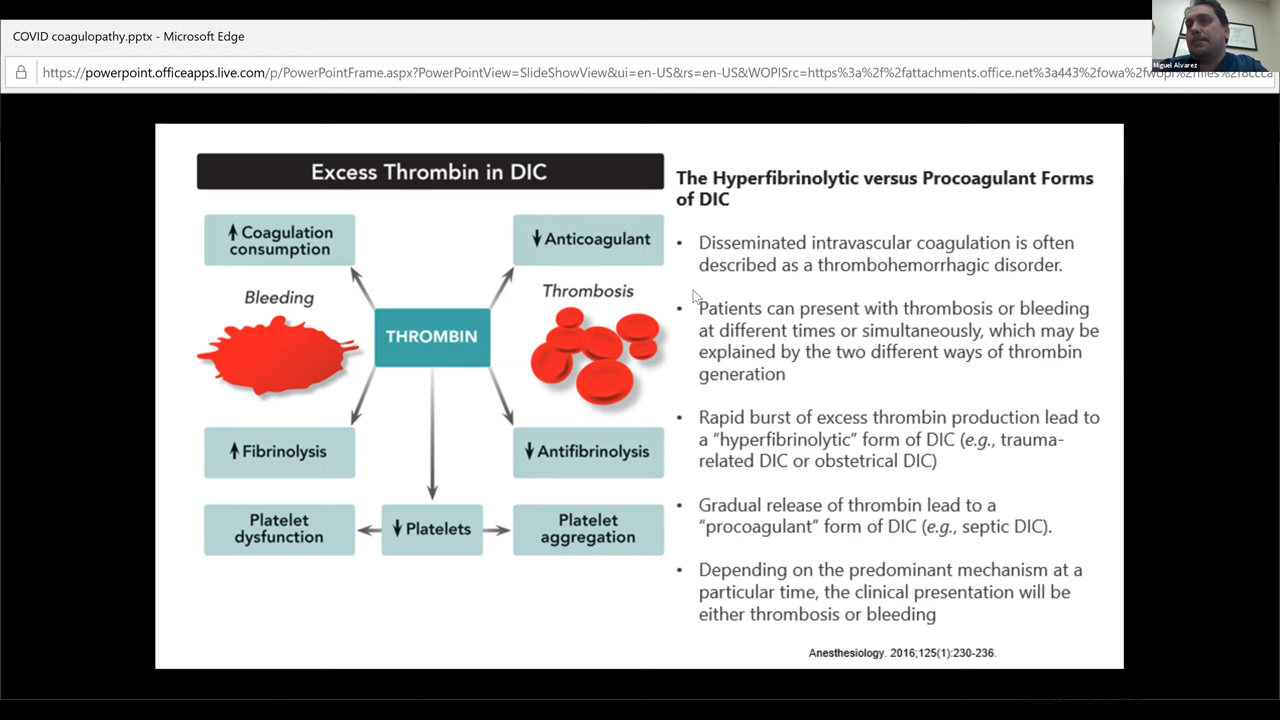 COVID coagulopathy.pptx - Microsoft Edge
https://powerpoint.officeapps.live.com/p/PowerPointFrame.aspx?PowerPointView=SlideShowView&ui=en-US&rs=en-US&WOPISrc=https%3a%2f%2fattachments.office.net%3a443%2fowa%2fwopi%2ffiles%2f8ccca
Miguel Alvarez
Excess Thrombin in DIC
↑ Coagulation
consumption
↓ Anticoagulant
Bleeding
Thrombosis
THROMBIN
↑ Fibrinolysis
↓ Antifibrinolysis
Platelet
dysfunction
↓ Platelets
Platelet
aggregation
The Hyperfibrinolytic versus Procoagulant Forms
of DIC
• Disseminated intravascular coagulation is often
described as a thrombohemorrhagic disorder.
• Patients can present with thrombosis or bleeding
at different times or simultaneously, which may be
explained by the two different ways of thrombin
generation
• Rapid burst of excess thrombin production lead to
a “hyperfibrinolytic” form of DIC (e.g., trauma-
related DIC or obstetrical DIC)
• Gradual release of thrombin lead to a
“procoagulant” form of DIC (e.g., septic DIC).
• Depending on the predominant mechanism at a
particular time, the clinical presentation will be
either thrombosis or bleeding
Anesthesiology. 2016;125(1):230-236.